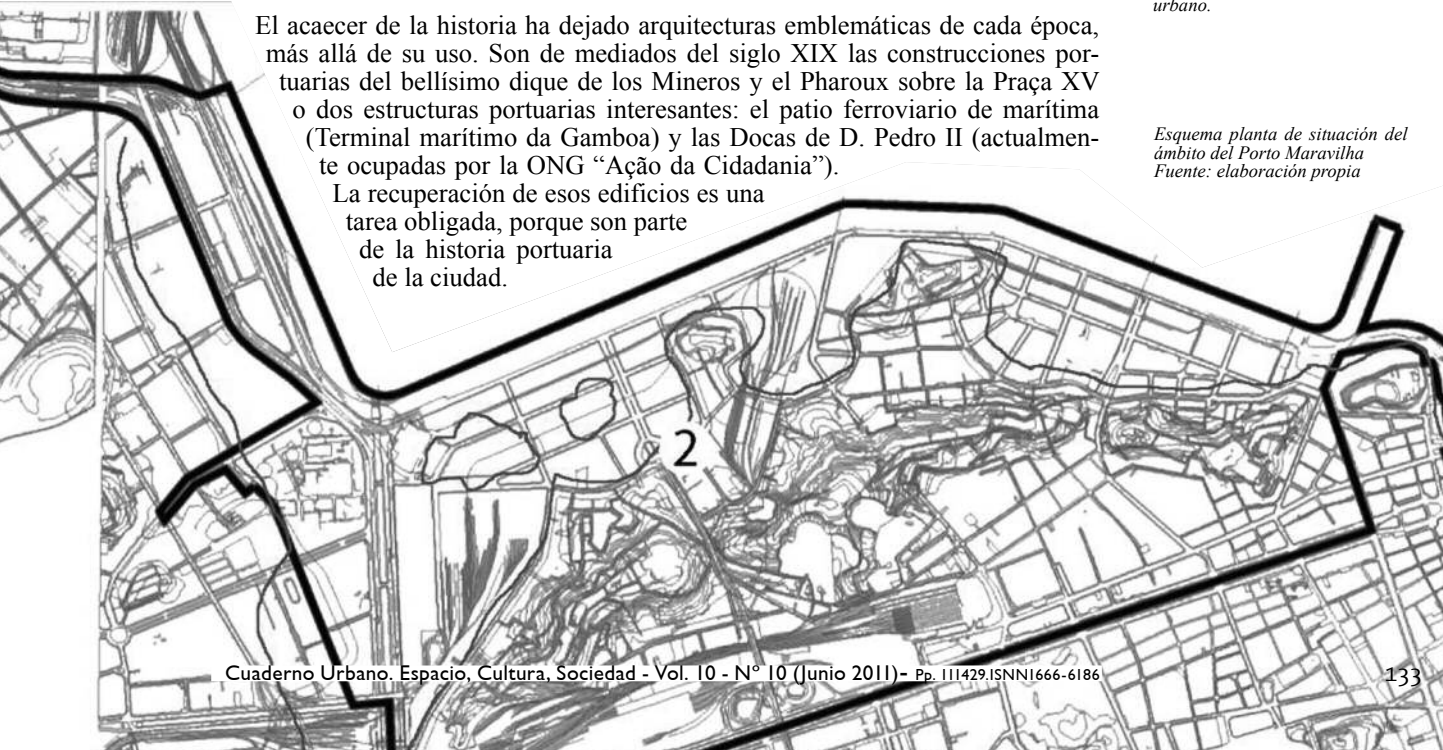 urbano.
El acaecer de la historia ha dejado arquitecturas emblemáticas de cada época,
más allá de su uso. Son de mediados del siglo XIX las construcciones por-
tuarias del bellísimo dique de los Mineros y el Pharoux sobre la Praça XV
o dos estructuras portuarias interesantes: el patio ferroviario de marítima
(Terminal marítimo da Gamboa) y las Docas de D. Pedro II (actualmen-
te ocupadas por la ONG “Ação da Cidadania”).
La recuperación de esos edificios es una
tarea obligada, porque son parte
de la historia portuaria
de la ciudad.
Esquema planta de situación del
ámbito del Porto Maravilha
Fuente: elaboración propia
2
Cuaderno Urbano. Espacio, Cultura, Sociedad - Vol. 10 - Nº 10 (Junio 2011)- Pp. 111429.ISNN1666-6186
133